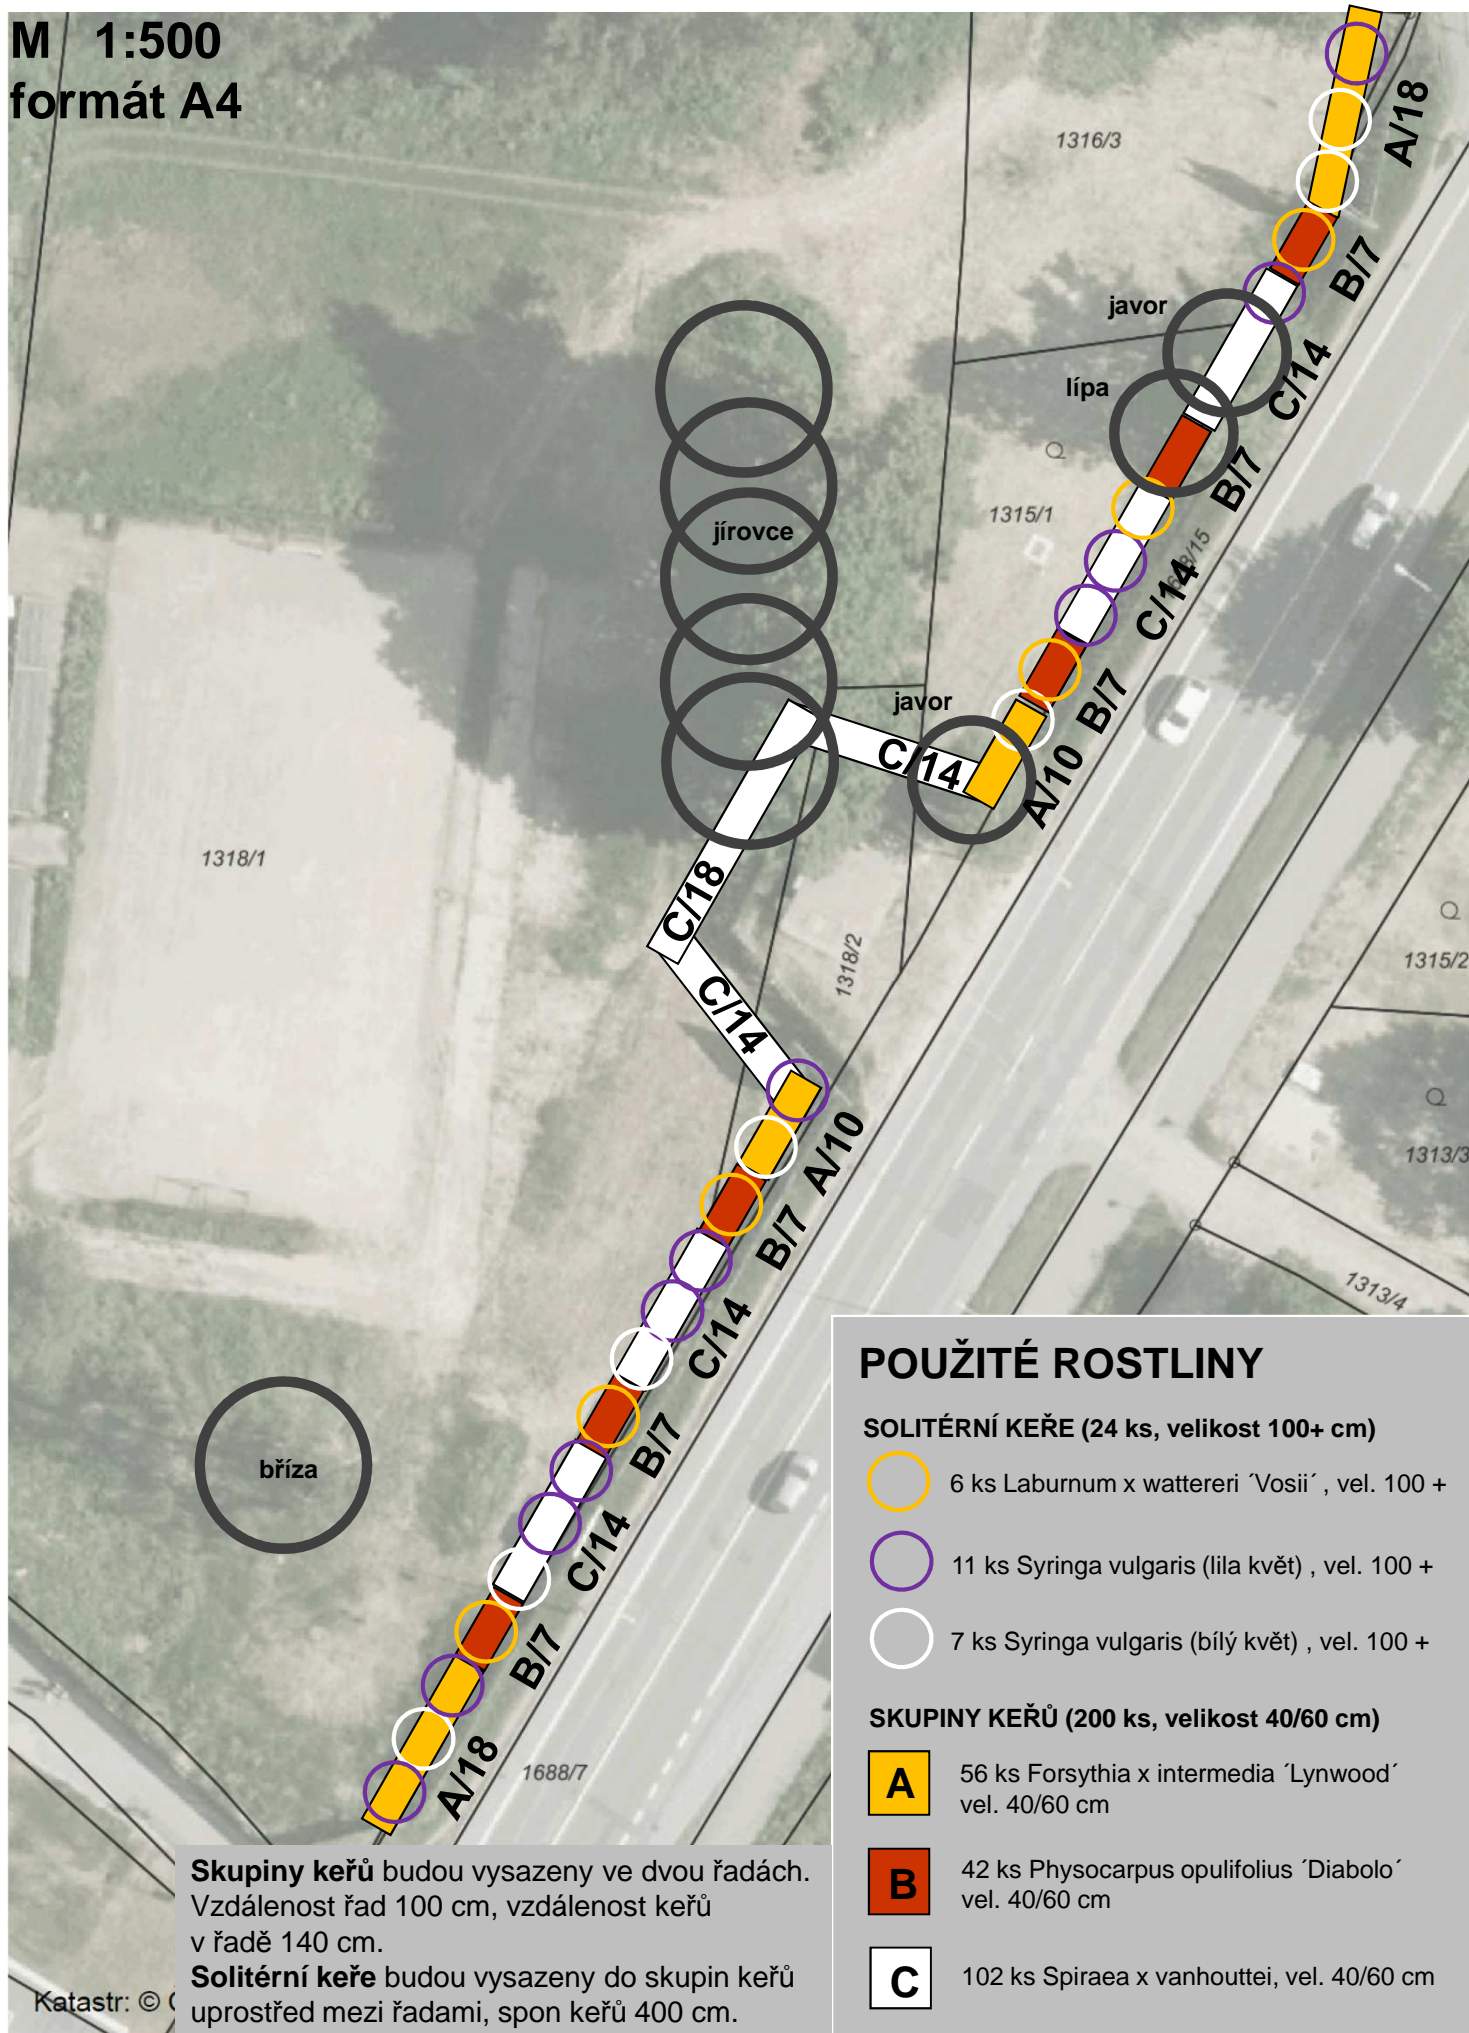 M 1:500
formát A4
1316/3
A/18
B/7
javor
C/14
lípa
B/7
1315/1
jírovce
C/14
B/7
javor
C/14
A/10
1318/1
C/18
1318/2
1315/2
C/14
A/10
1313/3
B/7
1313/4
C/14
B/7
bříza
C/14
B/7
A/18
1688/7
POUŽITÉ ROSTLINY
SOLITÉRNÍ KEŘE (24 ks, velikost 100+ cm)
6 ks Laburnum x wattereri ´Vosii´ , vel. 100 +
11 ks Syringa vulgaris (lila květ) , vel. 100 +
7 ks Syringa vulgaris (bílý květ) , vel. 100 +
SKUPINY KEŘŮ (200 ks, velikost 40/60 cm)
A
56 ks Forsythia x intermedia ´Lynwood´
vel. 40/60 cm
B
42 ks Physocarpus opulifolius ´Diabolo´
vel. 40/60 cm
C
102 ks Spiraea x vanhouttei, vel. 40/60 cm
Skupiny keřů budou vysazeny ve dvou řadách.
Vzdálenost řad 100 cm, vzdálenost keřů
v řadě 140 cm.
Solitérní keře budou vysazeny do skupin keřů
uprostřed mezi řadami, spon keřů 400 cm.
Katastr: ©